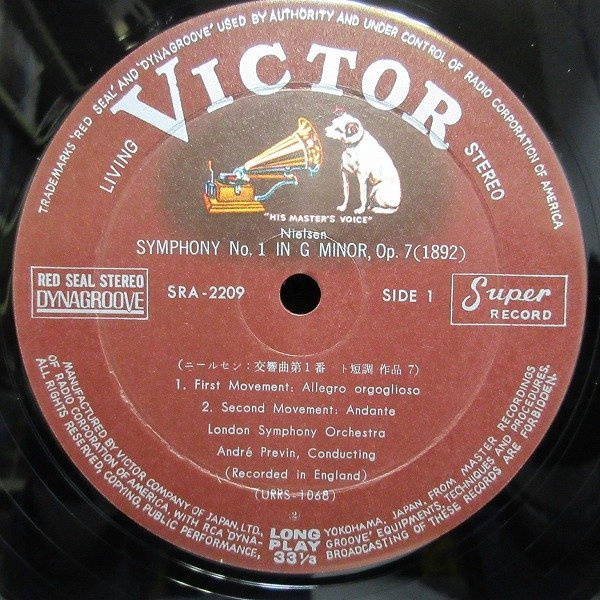 TRADEMARKS "RED SEAL" AND "DYNAGROOVE" USED BY AUTHORITY AND UNDER CONTROL OF RADIO CORPORATION OF AMERICA
LIVING
VICTOR
STEREO
"HIS MASTER'S VOICE"
Nielsen
SYMPHONY No. 1 IN G MINOR, Op. 7 (1892)
RED SEAL STEREO
DYNAGROOVE
SRA-2209
SIDE 1
Super
RECORD
(ニールセン：交響曲第1番 ト短調 作品 7)
1. First Movement: Allegro orgoglioso
2. Second Movement: Andante
London Symphony Orchestra
André Previn, Conducting
(Recorded in England)
(URRS-1068)
2
MANUFACTURED BY VICTOR COMPANY OF JAPAN, LTD., YOKOHAMA, JAPAN, FROM MASTER RECORDINGS
OF RADIO CORPORATION OF AMERICA, WITH RCA "DYNA-GROOVE" EQUIPMENTS, TECHNIQUES AND PROCEDURES.
ALL RIGHTS RESERVED COPYING, PUBLIC PERFORMANCE, BROADCASTING OF THESE RECORDS ARE FORBIDDEN.
LONG
PLAY
33 1/3